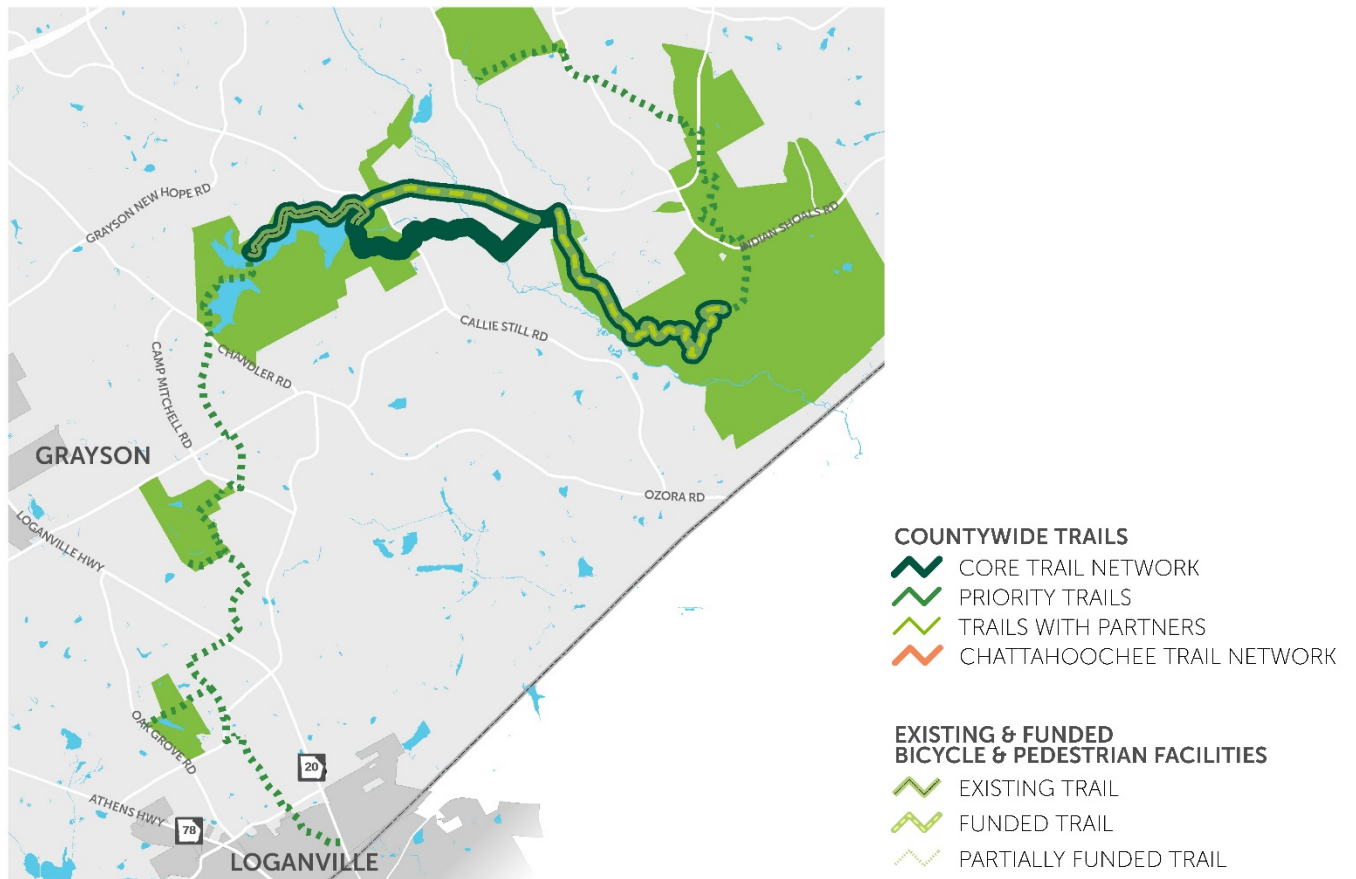 GRAYSON NEW HOPE RD
INDIAN SHOALS RD
CALLIE STILL RD
CHANDLER RD
CAMP MITCHELL RD
GRAYSON
OZORA RD
LOGANVILLE HWY
OAK GROVE RD
20
ATHENS HWY
78
LOGANVILLE
COUNTYWIDE TRAILS
CORE TRAIL NETWORK
PRIORITY TRAILS
TRAILS WITH PARTNERS
CHATTAHOOCHEE TRAIL NETWORK
EXISTING & FUNDED
BICYCLE & PEDESTRIAN FACILITIES
EXISTING TRAIL
FUNDED TRAIL
PARTIALLY FUNDED TRAIL